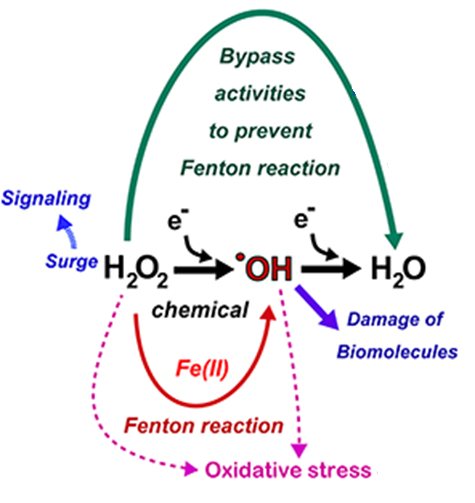 Bypass
activities
to prevent
Fenton reaction
Signaling
e⁻
e⁻
Surge
H₂O₂
•OH
H₂O
chemical
Damage of
Biomolecules
Fe(II)
Fenton reaction
Oxidative stress